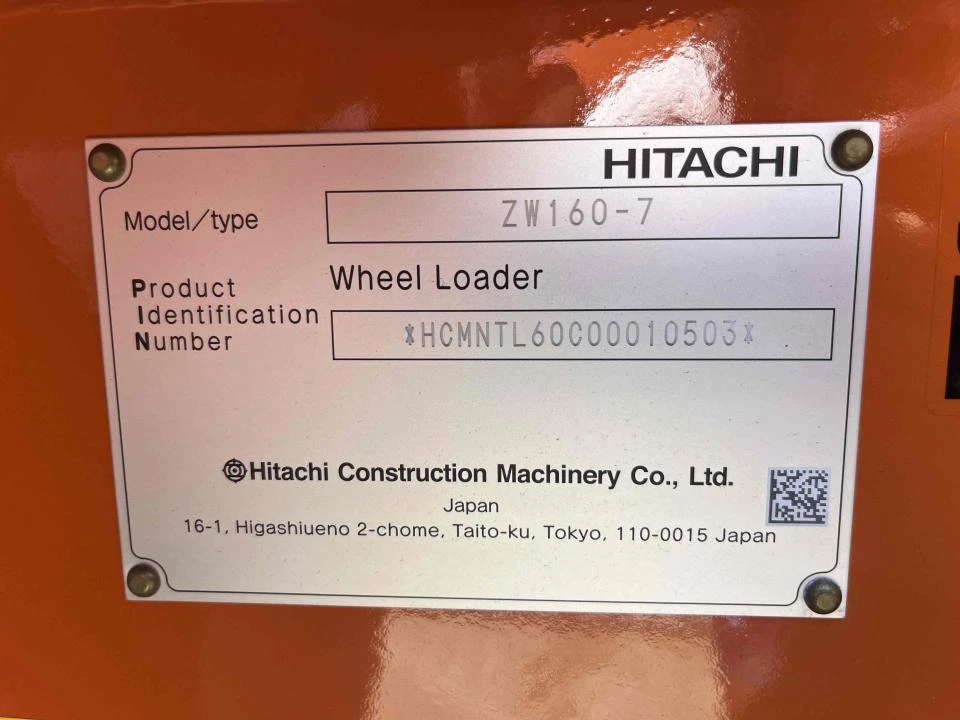 HITACHI
Model/type ZW160-7
Wheel Loader
Product
Identification
Number
*HCMNTL60C00010503*
Hitachi Construction Machinery Co., Ltd.
Japan
16-1, Higashiueno 2-chome, Taito-ku, Tokyo, 110-0015 Japan